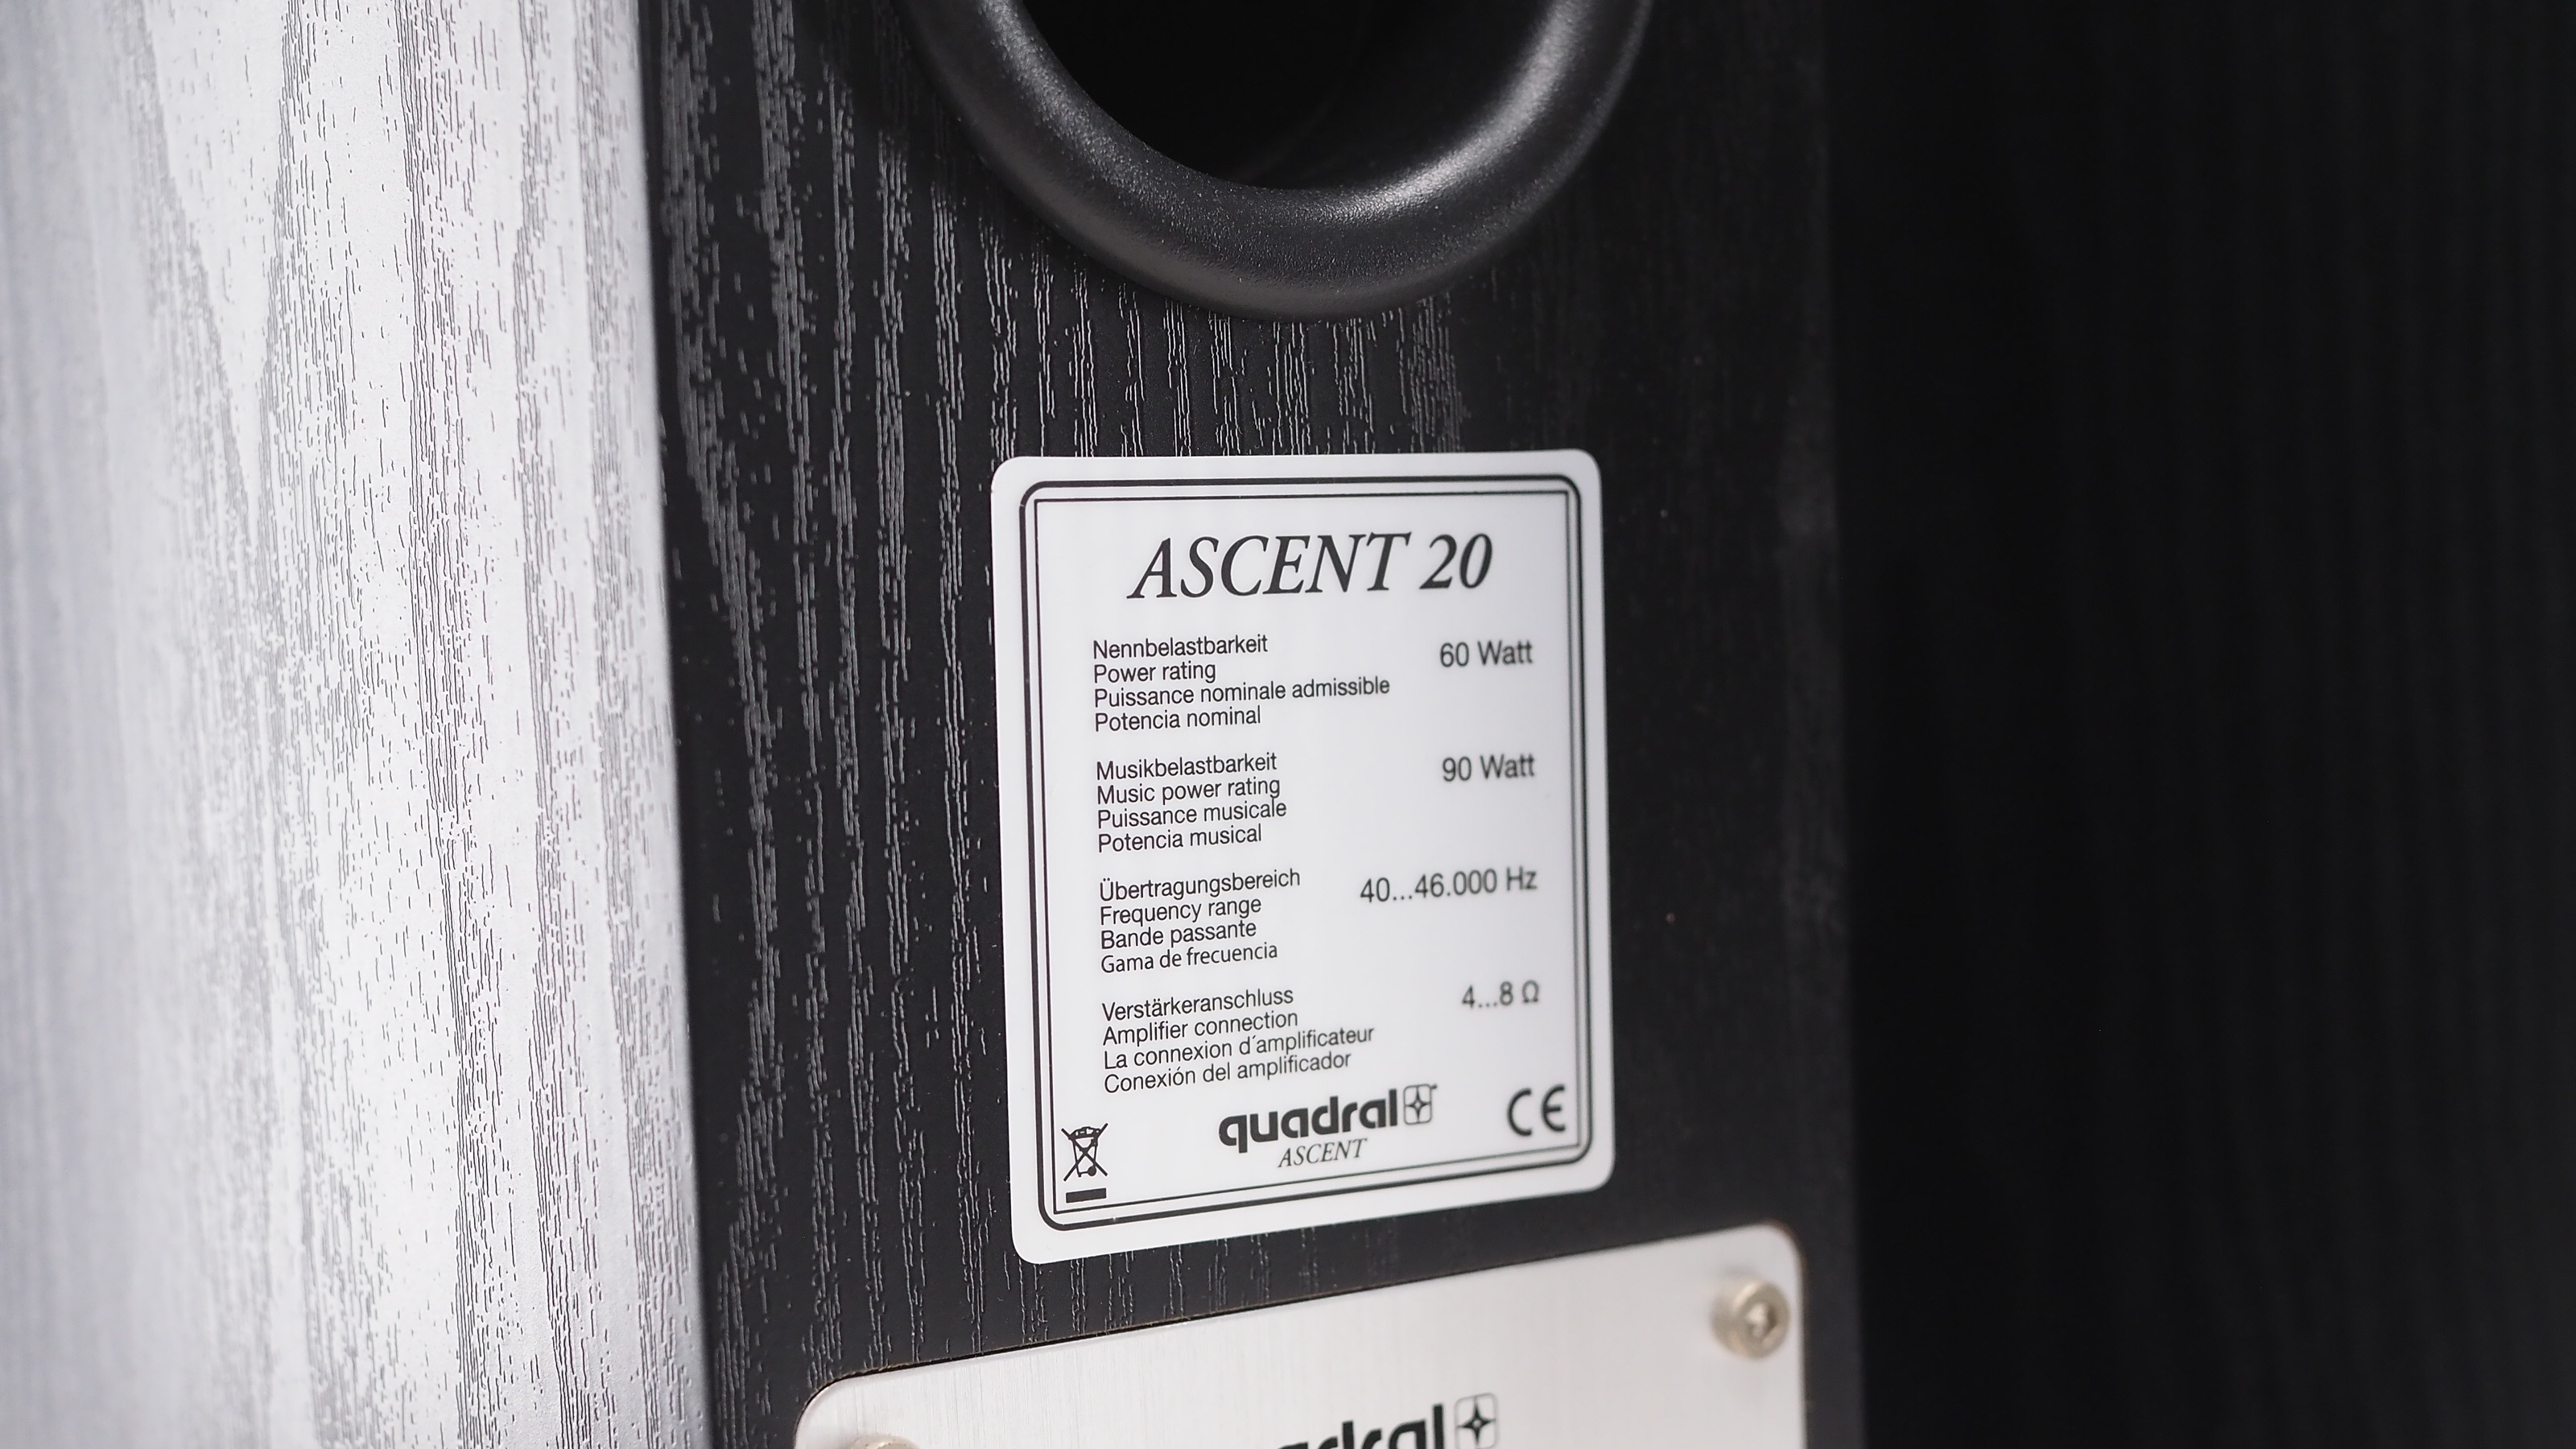 ASCENT 20
Nennbelastbarkeit 60 Watt
Power rating
Puissance nominale admissible
Potencia nominal
Musikbelastbarkeit 90 Watt
Music power rating
Puissance musicale
Potencia musical
Übertragungsbereich 40...46.000 Hz
Frequency range
Bande passante
Gama de frecuencia
Verstärkeranschluss 4...8 Ω
Amplifier connection
La connexion d´amplificateur
Conexión del amplificador
quadral
ASCENT
CE
quadral